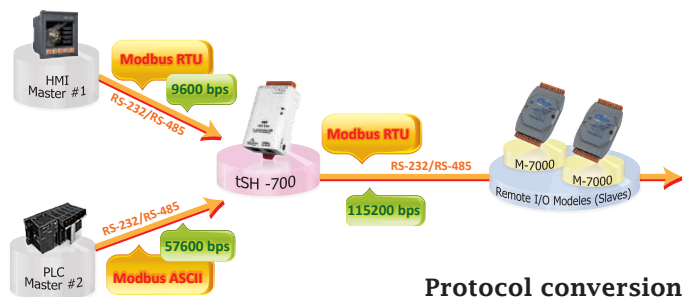 HMI
Master #1
Modbus RTU
9600 bps
RS-232/RS-485
tSH -700
Modbus RTU
RS-232/RS-485
115200 bps
M-7000
M-7000
Remote I/O Modeles (Slaves)
PLC
Master #2
RS-232/RS-485
57600 bps
Modbus ASCII
Protocol conversion